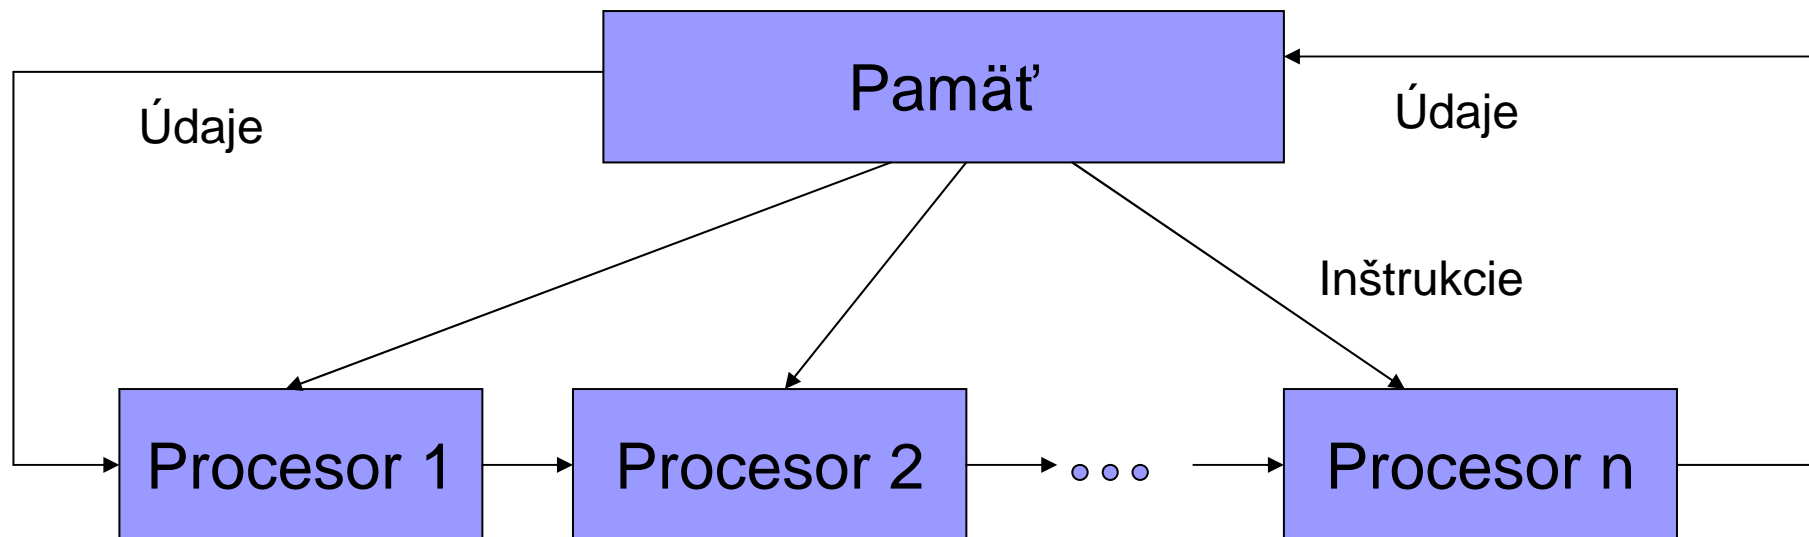 Pamäť
Údaje
Údaje
Inštrukcie
Procesor 1
Procesor 2
Procesor n